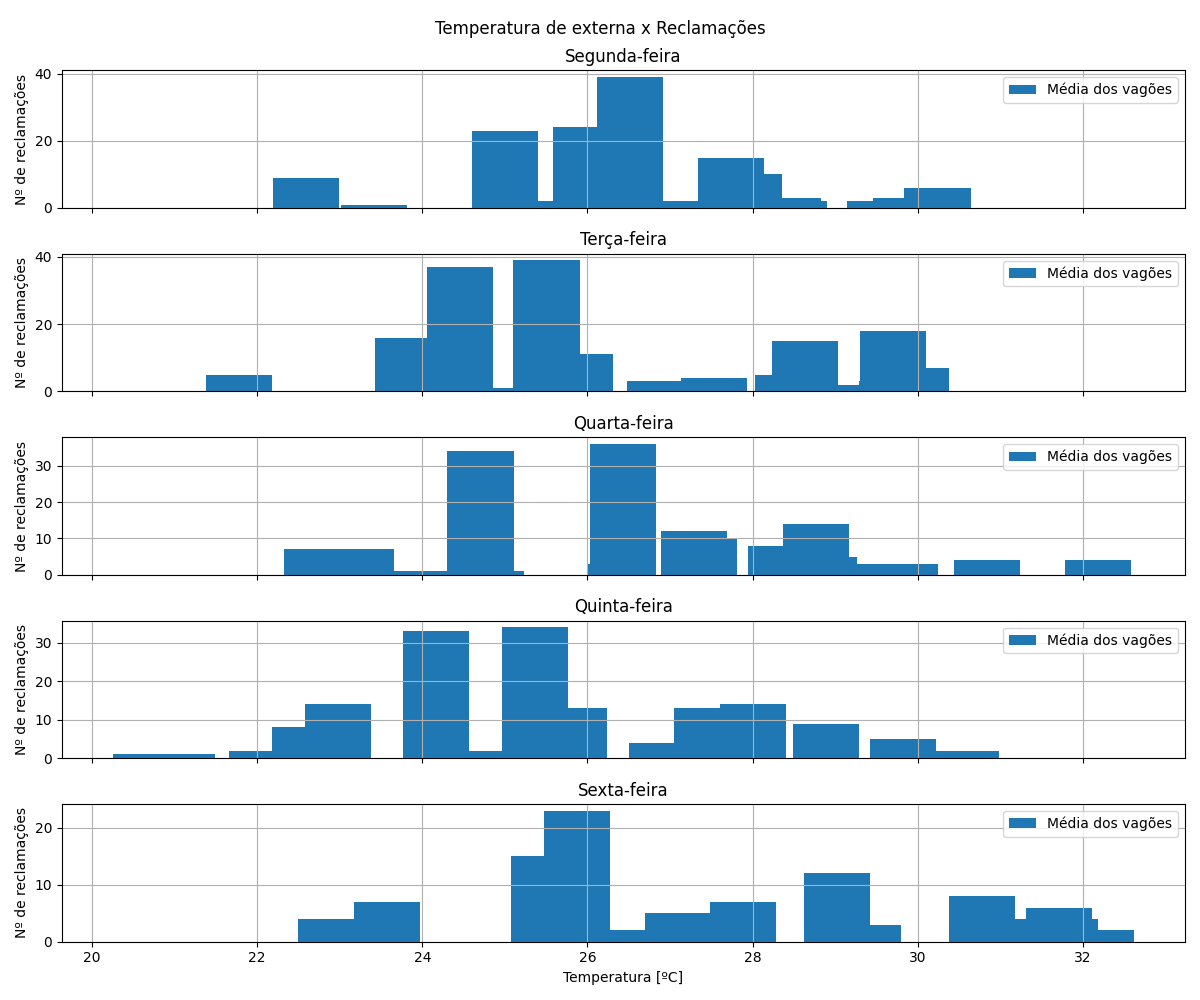 Temperatura de externa x Reclamações
Segunda-feira
Nº de reclamações
40
20
0
Média dos vagões
Terça-feira
Nº de reclamações
40
20
0
Média dos vagões
Quarta-feira
Nº de reclamações
30
20
10
0
Média dos vagões
Quinta-feira
Nº de reclamações
30
20
10
0
Média dos vagões
Sexta-feira
Nº de reclamações
20
10
0
Média dos vagões
20 22 24 26 28 30 32
Temperatura [ºC]